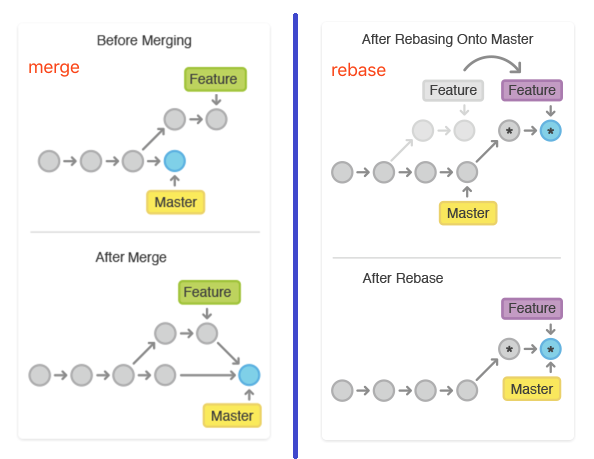 Before Merging
merge
Feature
Master
After Merge
Feature
Master
After Rebasing Onto Master
rebase
Feature
Feature
*
*
Master
After Rebase
Feature
*
*
Master